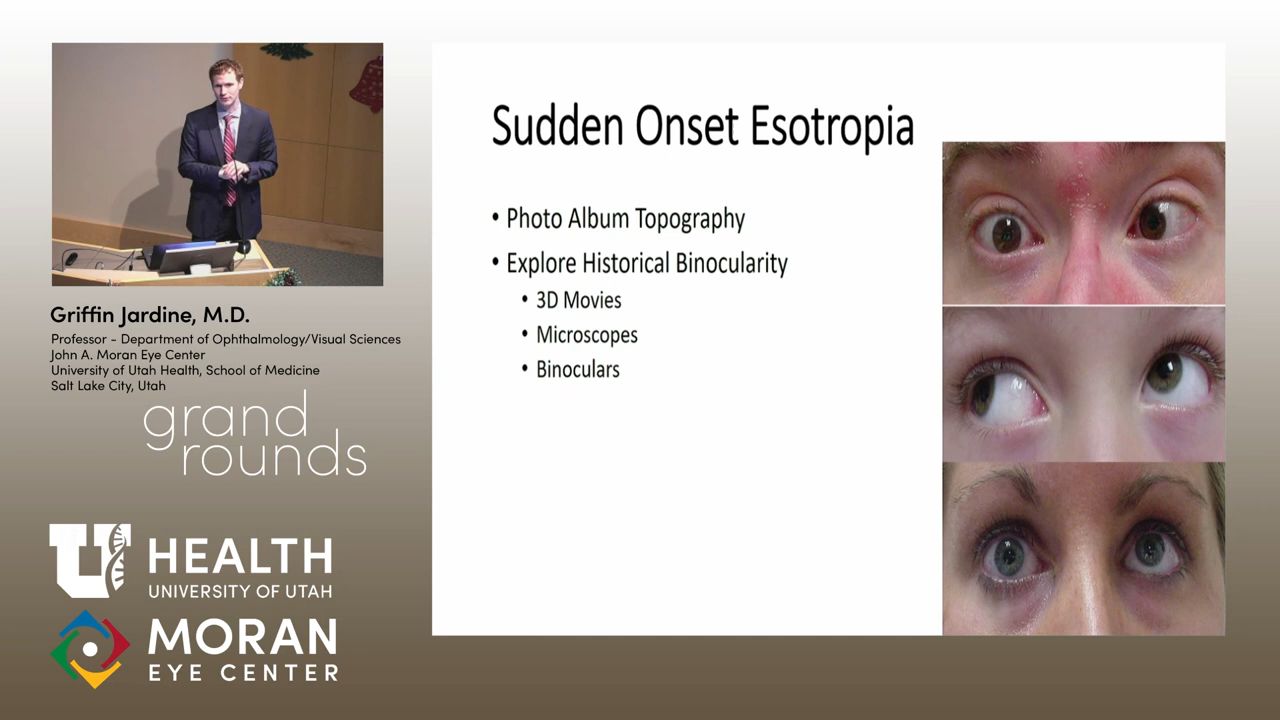 Griffin Jardine, M.D.
Professor - Department of Ophthalmology/Visual Sciences
John A. Moran Eye Center
University of Utah Health, School of Medicine
Salt Lake City, Utah
grand
rounds
U HEALTH
UNIVERSITY OF UTAH
MORAN
EYE CENTER
Sudden Onset Esotropia
• Photo Album Topography
• Explore Historical Binocularity
• 3D Movies
• Microscopes
• Binoculars